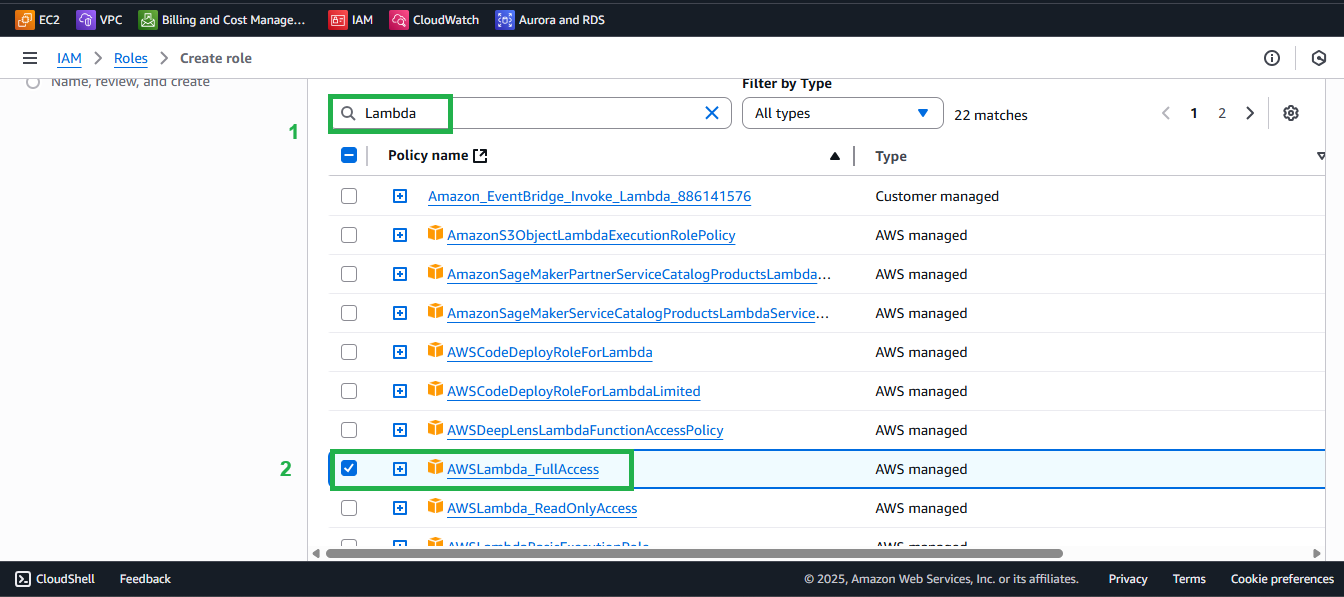 EC2 VPC Billing and Cost Manage... IAM CloudWatch Aurora and RDS
IAM Roles Create role
Name, review, and create
Filter by Type
1
Lambda All types 22 matches 1 2
Policy name Type
Amazon_EventBridge_Invoke_Lambda_886141576 Customer managed
AmazonS3ObjectLambdaExecutionRolePolicy AWS managed
AmazonSageMakerPartnerServiceCatalogProductsLambda... AWS managed
AmazonSageMakerServiceCatalogProductsLambdaService... AWS managed
AWSCodeDeployRoleForLambda AWS managed
AWSCodeDeployRoleForLambdaLimited AWS managed
AWSDeepLensLambdaFunctionAccessPolicy AWS managed
2 AWSLambda_FullAccess AWS managed
AWSLambda_ReadOnlyAccess AWS managed
AWSLambdaBasicExecutionRole AWS managed
CloudShell Feedback © 2025, Amazon Web Services, Inc. or its affiliates. Privacy Terms Cookie preferences